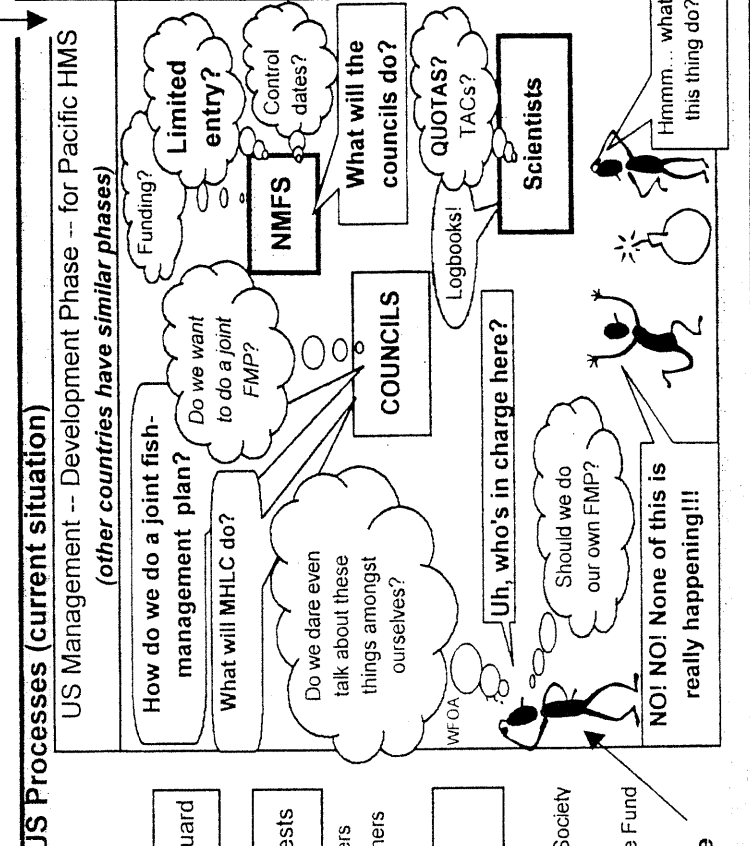 US Processes (current situation)
US Management -- Development Phase -- for Pacific HMS
(other countries have similar phases)
How do we do a joint fish-
management plan?
What will MHLC do?
Do we want
to do a joint
FMP?
Do we dare even
talk about these
things amongst
ourselves?
COUNCILS
Funding?
Limited
entry?
Control
dates?
NMFS
What will the
councils do?
QUOTAS?
TACs?
Logbooks!
Scientists
WFOA
Uh, who's in charge here?
Should we do
our own FMP?
NO! NO! None of this is
really happening!!!
Hmmm... what
this thing do?
uard
ests
ers
ners
Society
e Fund